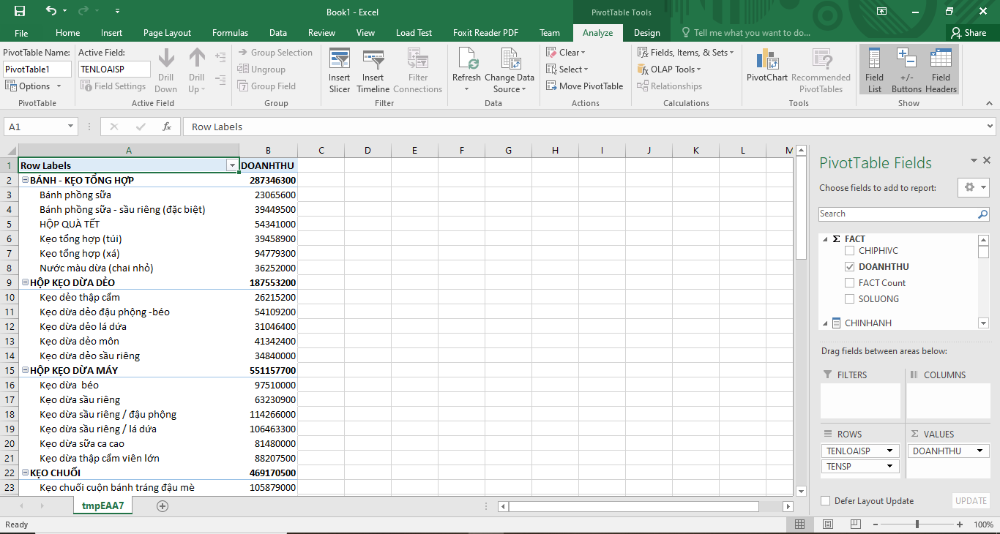 Book1 - Excel
PivotTable Tools
File Home Insert Page Layout Formulas Data Review View Load Test Foxit Reader PDF Team Analyze Design Tell me what you want to do... Share
PivotTable Name:
PivotTable1
Options
PivotTable
Active Field:
TENLOAISP
Field Settings
Drill Down
Drill Up
Active Field
Group Selection
Ungroup
Group Field
Group
Insert Slicer
Insert Timeline
Filter Connections
Filter
Refresh
Change Data Source
Data
Clear
Select
Move PivotTable
Actions
Fields, Items, & Sets
OLAP Tools
Relationships
Calculations
PivotChart
Recommended PivotTables
Tools
Field List
+/- Buttons
Field Headers
Show
A1 fx Row Labels
A B C D E F G H I J K L M
1 Row Labels DOANHTHU
2 BÁNH - KẸO TỔNG HỢP 287346300
3 Bánh phồng sữa 23065600
4 Bánh phồng sữa - sầu riêng (đặc biệt) 39449500
5 HỘP QUÀ TẾT 54341000
6 Kẹo tổng hợp (túi) 39458900
7 Kẹo tổng hợp (xá) 94779300
8 Nước màu dừa (chai nhỏ) 36252000
9 HỘP KẸO DỪA DẺO 187553200
10 Kẹo dẻo thập cẩm 26215200
11 Kẹo dừa dẻo đậu phộng -béo 54109200
12 Kẹo dừa dẻo lá dứa 31046400
13 Kẹo dừa dẻo môn 41342400
14 Kẹo dừa dẻo sầu riêng 34840000
15 HỘP KẸO DỪA MÁY 551157700
16 Kẹo dừa  béo 97510000
17 Kẹo dừa sầu riêng 63230900
18 Kẹo dừa sầu riêng / đậu phộng 114266000
19 Kẹo dừa sầu riêng / lá dứa 106463300
20 Kẹo dừa sữa ca cao 81480000
21 Kẹo dừa thập cẩm viên lớn 88207500
22 KẸO CHUỐI 469170500
23 Kẹo chuối cuộn bánh tráng đậu mè 105879000
tmpEAA7
Ready
100%
PivotTable Fields
Choose fields to add to report:
Search
Σ FACT
CHIPHIVC
DOANHTHU
FACT Count
SOLUONG
CHINHANH
Drag fields between areas below:
FILTERS
COLUMNS
ROWS
TENLOAISP
TENSP
Σ VALUES
DOANHTHU
Defer Layout Update
UPDATE